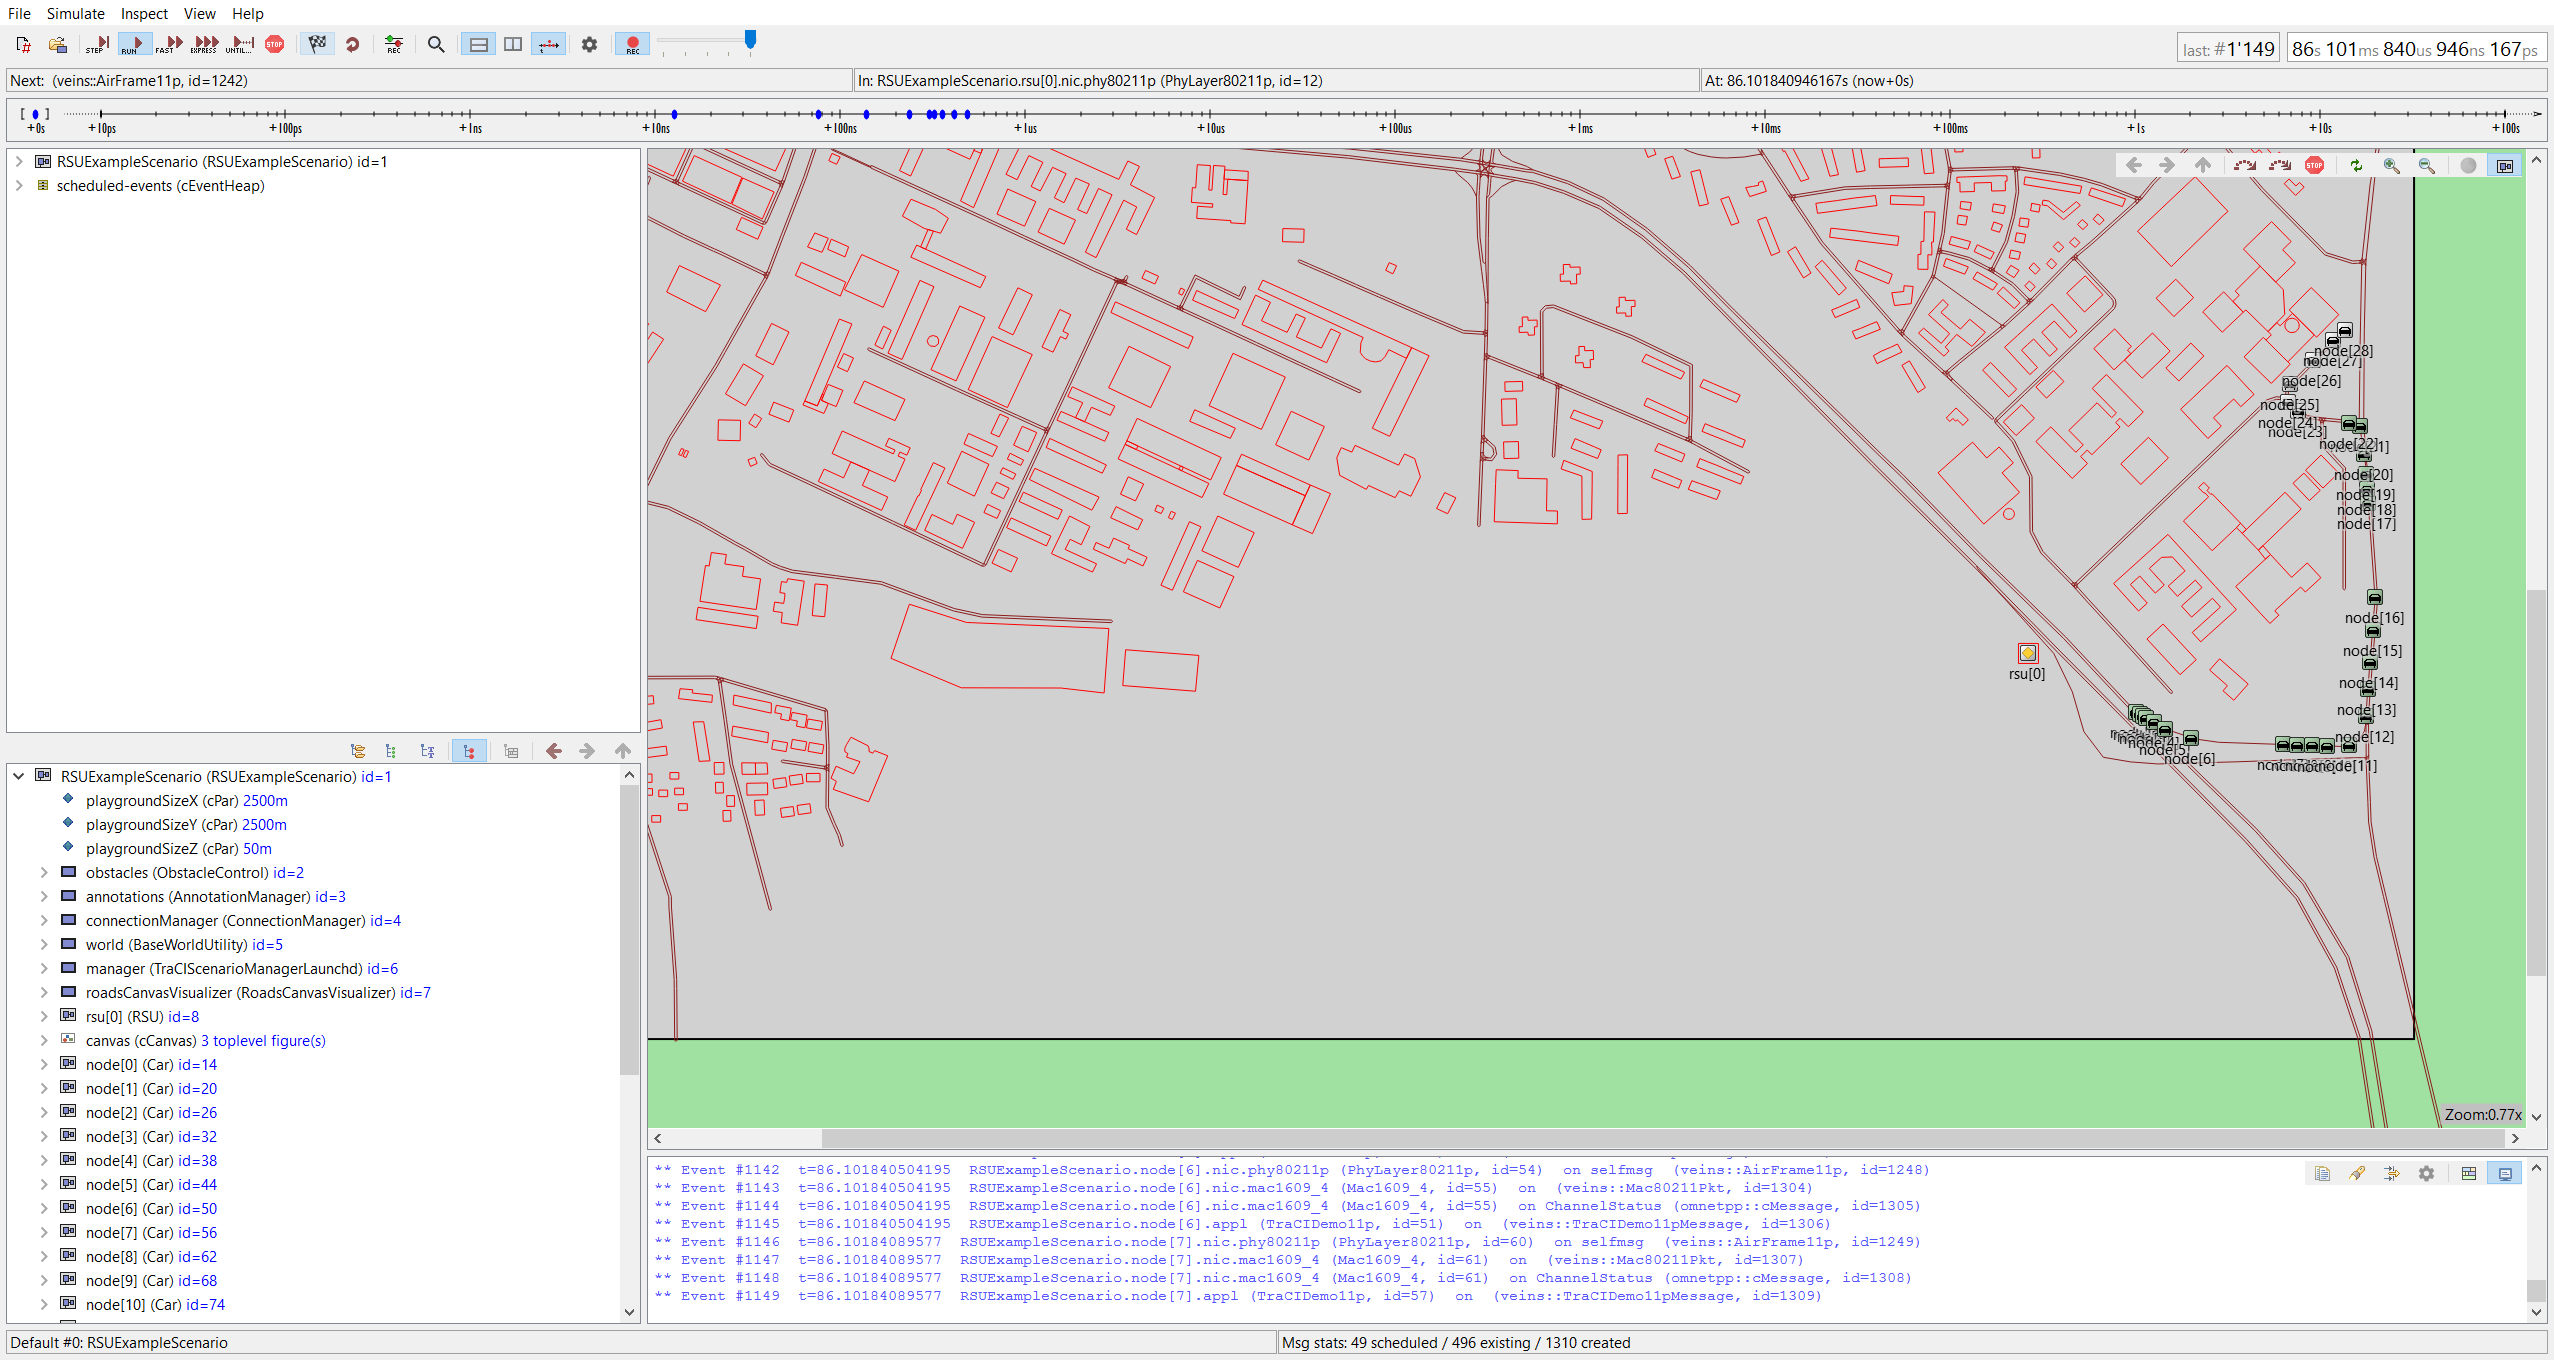 File Simulate Inspect View Help
STEP RUN FAST EXPRESS UNTIL... STOP REC REC
last: #1'149 86s 101ms 840us 946ns 167ps
Next: (veins::AirFrame11p, id=1242) In: RSUExampleScenario.rsu[0].nic.phy80211p (PhyLayer80211p, id=12) At: 86.101840946167s (now+0s)
+0s +10ps +100ps +1ns +10ns +100ns +1us +10us +100us +1ms +10ms +100ms +1s +10s +100s
RSUExampleScenario (RSUExampleScenario) id=1
scheduled-events (cEventHeap)
STOP
node[28]
node[27]
node[26]
node[25]
node[24]
node[23]
node[22]
node[20]
node[19]
node[18]
node[17]
node[16]
node[15]
rsu[0]
node[14]
node[13]
node[12]
node[5]
node[6]
node[11]
Zoom:0.77x
RSUExampleScenario (RSUExampleScenario) id=1
playgroundSizeX (cPar) 2500m
playgroundSizeY (cPar) 2500m
playgroundSizeZ (cPar) 50m
obstacles (ObstacleControl) id=2
annotations (AnnotationManager) id=3
connectionManager (ConnectionManager) id=4
world (BaseWorldUtility) id=5
manager (TraCIScenarioManagerLaunchd) id=6
roadsCanvasVisualizer (RoadsCanvasVisualizer) id=7
rsu[0] (RSU) id=8
canvas (cCanvas) 3 toplevel figure(s)
node[0] (Car) id=14
node[1] (Car) id=20
node[2] (Car) id=26
node[3] (Car) id=32
node[4] (Car) id=38
node[5] (Car) id=44
node[6] (Car) id=50
node[7] (Car) id=56
node[8] (Car) id=62
node[9] (Car) id=68
node[10] (Car) id=74
** Event #1142 t=86.101840504195 RSUExampleScenario.node[6].nic.phy80211p (PhyLayer80211p, id=54) on selfmsg (veins::AirFrame11p, id=1248)
** Event #1143 t=86.101840504195 RSUExampleScenario.node[6].nic.mac1609_4 (Mac1609_4, id=55) on (veins::Mac80211Pkt, id=1304)
** Event #1144 t=86.101840504195 RSUExampleScenario.node[6].nic.mac1609_4 (Mac1609_4, id=55) on ChannelStatus (omnetpp::cMessage, id=1305)
** Event #1145 t=86.101840504195 RSUExampleScenario.node[6].appl (TraCIDemo11p, id=51) on (veins::TraCIDemo11pMessage, id=1306)
** Event #1146 t=86.10184089577 RSUExampleScenario.node[7].nic.phy80211p (PhyLayer80211p, id=60) on selfmsg (veins::AirFrame11p, id=1249)
** Event #1147 t=86.10184089577 RSUExampleScenario.node[7].nic.mac1609_4 (Mac1609_4, id=61) on (veins::Mac80211Pkt, id=1307)
** Event #1148 t=86.10184089577 RSUExampleScenario.node[7].nic.mac1609_4 (Mac1609_4, id=61) on ChannelStatus (omnetpp::cMessage, id=1308)
** Event #1149 t=86.10184089577 RSUExampleScenario.node[7].appl (TraCIDemo11p, id=57) on (veins::TraCIDemo11pMessage, id=1309)
Default #0: RSUExampleScenario Msg stats: 49 scheduled / 496 existing / 1310 created